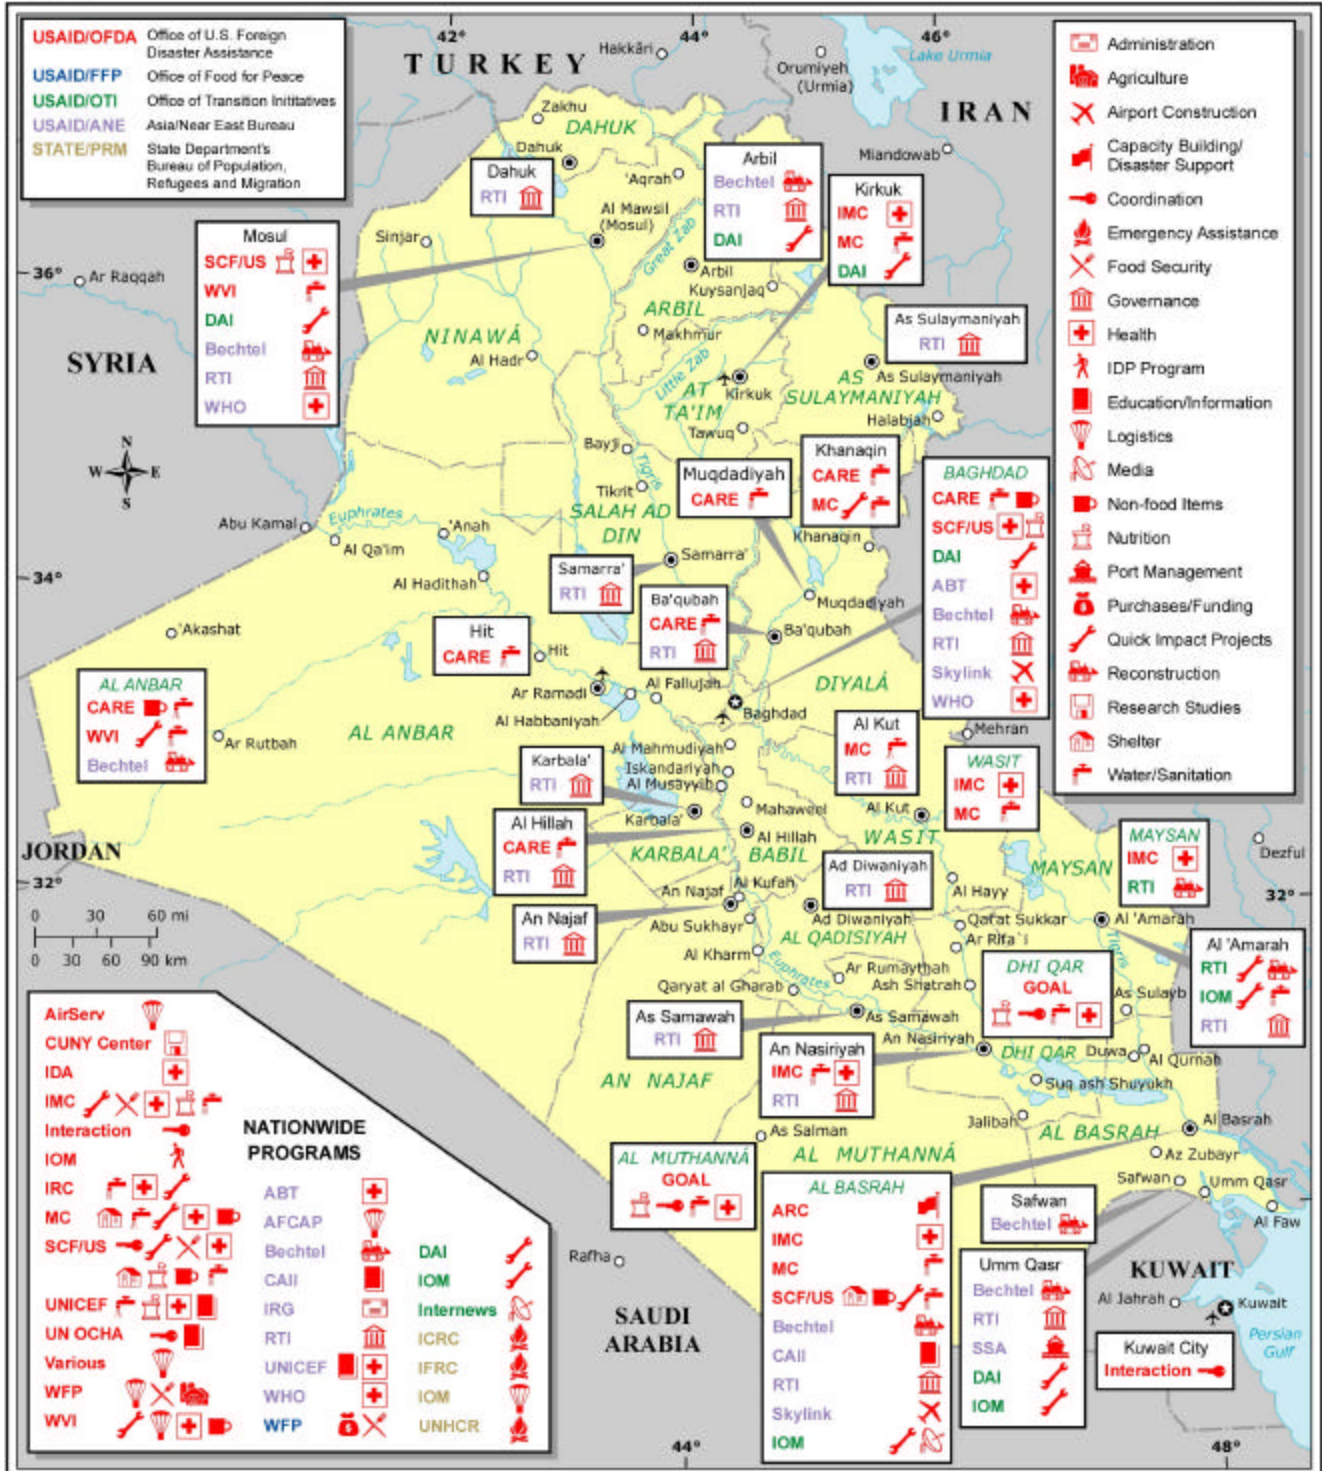 USAID/OFDA Office of U.S. Foreign
Disaster Assistance
USAID/FFP Office of Food for Peace
USAID/OTI Office of Transition Inititatives
USAID/ANE Asia/Near East Bureau
STATE/PRM State Department's
Bureau of Population,
Refugees and Migration
42°
44°
46°
TURKEY
Hakkâri
Orumiyeh
(Urmia)
Lake Urmia
IRAN
Miandowab
Administration
Agriculture
Airport Construction
Capacity Building/
Disaster Support
Coordination
Emergency Assistance
Food Security
Governance
Health
IDP Program
Education/Information
Logistics
Media
Non-food Items
Nutrition
Port Management
Purchases/Funding
Quick Impact Projects
Reconstruction
Research Studies
Shelter
Water/Sanitation
Zakhu
DAHUK
Dahuk
Dahuk
RTI
'Aqrah
Al Mawsil
(Mosul)
Sinjar
Great Zab
Arbil
Bechtel
RTI
DAI
Kirkuk
IMC
MC
DAI
Mosul
SCF/US
WVI
DAI
Bechtel
RTI
WHO
36°
Ar Raqqah
SYRIA
Arbil
Kuysanjaq
ARBIL
Makhmur
NINAWÁ
Al Hadr
Little Zab
As Sulaymaniyah
RTI
As Sulaymaniyah
AS
SULAYMANIYAH
Kirkuk
AT
TA'IM
Tawuq
Halabjah
N
W E
S
Bayji
Tigris
Tikrit
SALAH AD
DIN
Muqdadiyah
CARE
Khanaqin
CARE
MC
Khanaqin
BAGHDAD
CARE
SCF/US
DAI
ABT
Bechtel
RTI
Skylink
WHO
Abu Kamal
Euphrates
'Anah
Al Qa'im
Al Hadithah
34°
Samarra'
Samarra'
RTI
Ba'qubah
CARE
RTI
Muqdadiyah
Ba'qubah
'Akashat
Hit
CARE
Hit
Ar Ramadi
Al Habbaniyah
Al Fallujah
Baghdad
DIYALÁ
AL ANBAR
CARE
WVI
Bechtel
Ar Rutbah
AL ANBAR
Al Mahmudiyah
Iskandariyah
Al Musayyib
Mahaweel
Karbala'
RTI
Karbala'
Al Kut
MC
RTI
Al Kut
Mehran
WASIT
IMC
MC
WASIT
Al Hillah
CARE
RTI
Al Hillah
KARBALA'
BABIL
JORDAN
32°
0 30 60 mi
0 30 60 90 km
An Najaf
RTI
An Najaf
Al Kufah
Abu Sukhayr
Ad Diwaniyah
RTI
Ad Diwaniyah
Al Hayy
MAYSAN
MAYSAN
IMC
RTI
Dezful
32°
Al 'Amarah
Qal'at Sukkar
Ar Rifa`i
AL QADISIYAH
Al Kharm
Euphrates
Ar Rumaythah
Ash Shatrah
Qaryat al Gharab
DHI QAR
GOAL
Tigris
Al 'Amarah
RTI
IOM
RTI
As Sulayb
As Samawah
RTI
As Samawah
An Nasiriyah
DHI QAR
Duwa
Al Qurnah
An Nasiriyah
IMC
RTI
Suq ash Shuyukh
AN NAJAF
Jalibah
As Salman
AL MUTHANNÁ
AL BASRAH
Al Basrah
Az Zubayr
Safwan
Umm Qasr
Al Faw
AL MUTHANNÁ
GOAL
Rafha
SAUDI
ARABIA
AL BASRAH
ARC
IMC
MC
SCF/US
Bechtel
CAII
RTI
Skylink
IOM
Safwan
Bechtel
Umm Qasr
Bechtel
RTI
SSA
DAI
IOM
KUWAIT
Al Jahrah
Kuwait
Persian
Gulf
Kuwait City
Interaction
AirServ
CUNY Center
IDA
IMC
Interaction
IOM
IRC
MC
SCF/US
UNICEF
UN OCHA
Various
WFP
WVI
NATIONWIDE
PROGRAMS
ABT
AFCAP
Bechtel
CAII
IRG
RTI
UNICEF
WHO
WFP
DAI
IOM
Internews
ICRC
IFRC
IOM
UNHCR
44°
48°